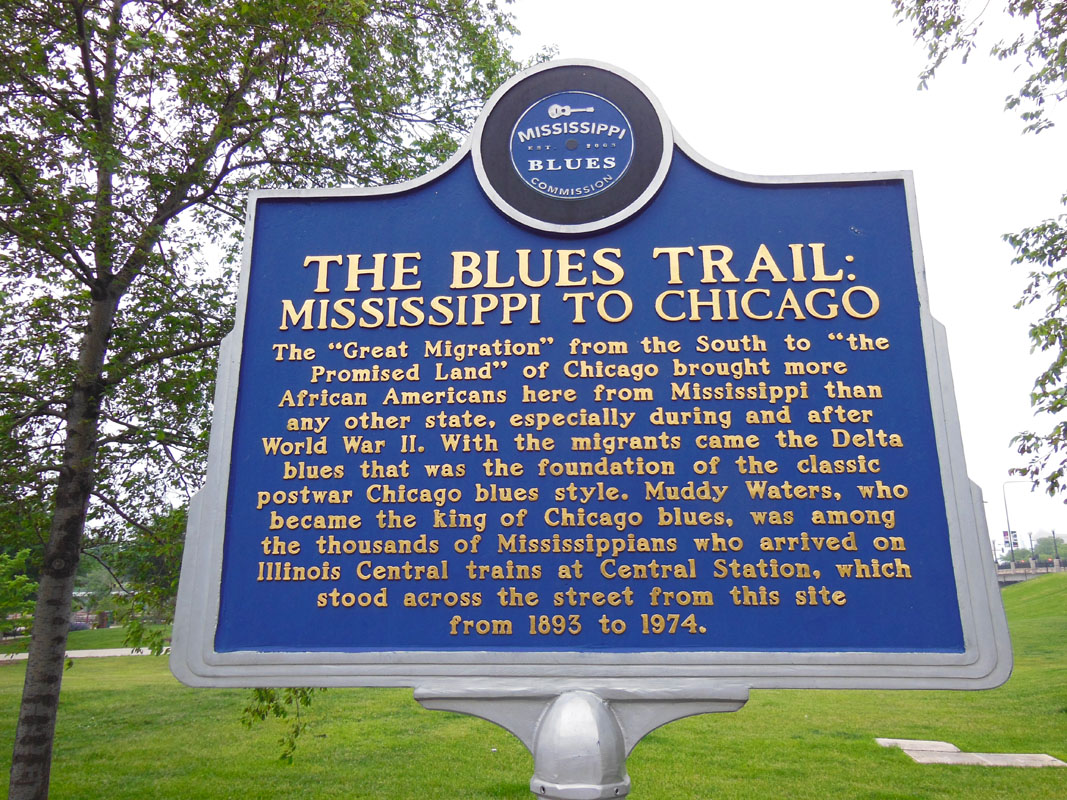 MISSISSIPPI
EST. 2003
BLUES
COMMISSION
THE BLUES TRAIL:
MISSISSIPPI TO CHICAGO
The "Great Migration" from the South to "the
Promised Land" of Chicago brought more
African Americans here from Mississippi than
any other state, especially during and after
World War II. With the migrants came the Delta
blues that was the foundation of the classic
postwar Chicago blues style. Muddy Waters, who
became the king of Chicago blues, was among
the thousands of Mississippians who arrived on
Illinois Central trains at Central Station, which
stood across the street from this site
from 1893 to 1974.